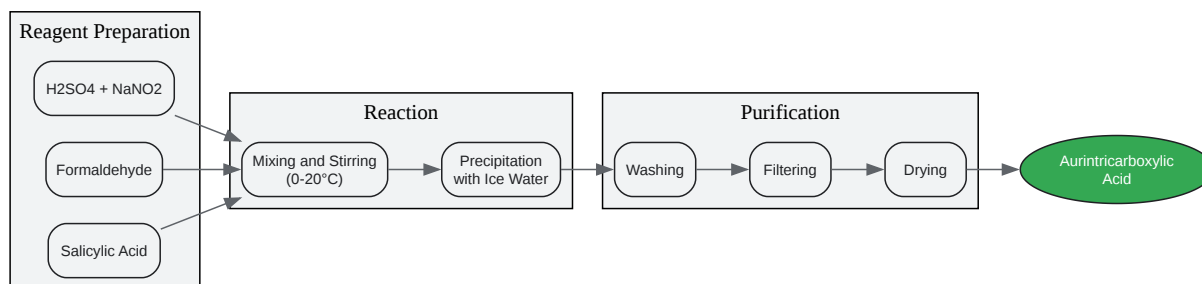 Reagent Preparation
H2SO4 + NaNO2
Formaldehyde
Salicylic Acid
Reaction
Mixing and Stirring
(0-20°C)
Precipitation
with Ice Water
Purification
Washing
Filtering
Drying
Aurintricarboxylic
Acid